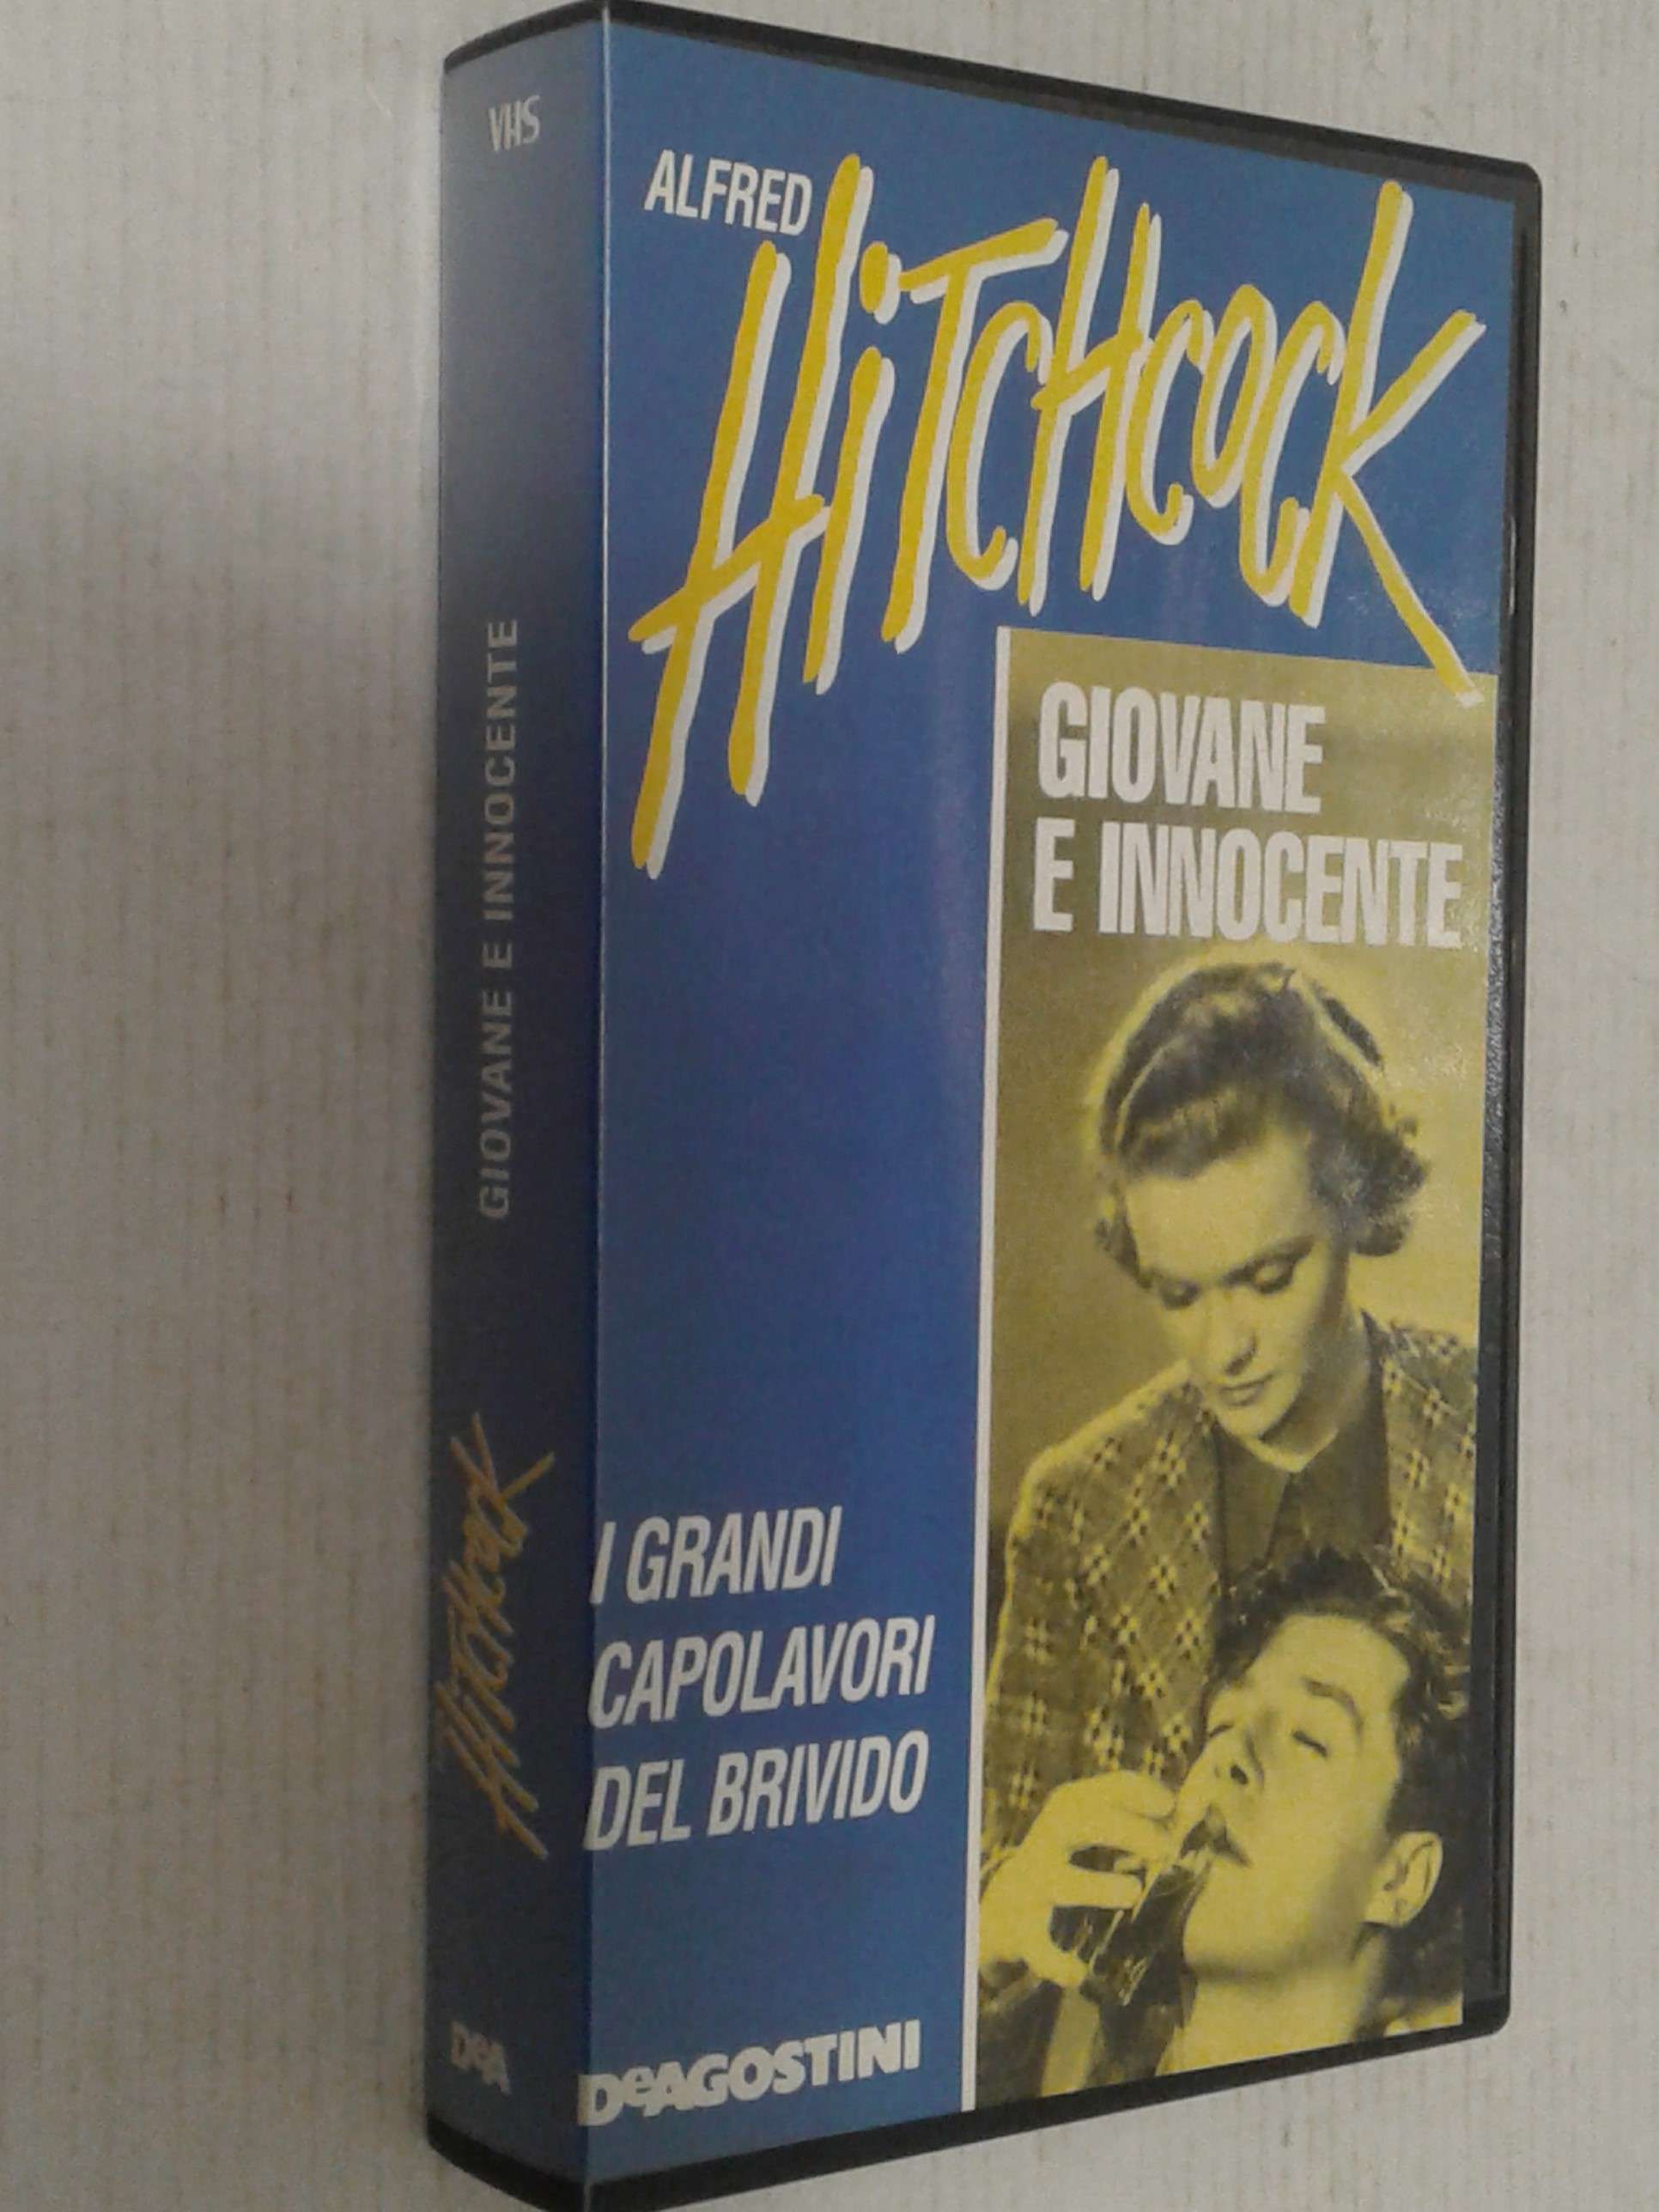 VHS
GIOVANE E INNOCENTE
HiTCHcocK
DeA
ALFRED
HiTCHcocK
GIOVANE
E INNOCENTE
I GRANDI
CAPOLAVORI
DEL BRIVIDO
DeAGOSTINI